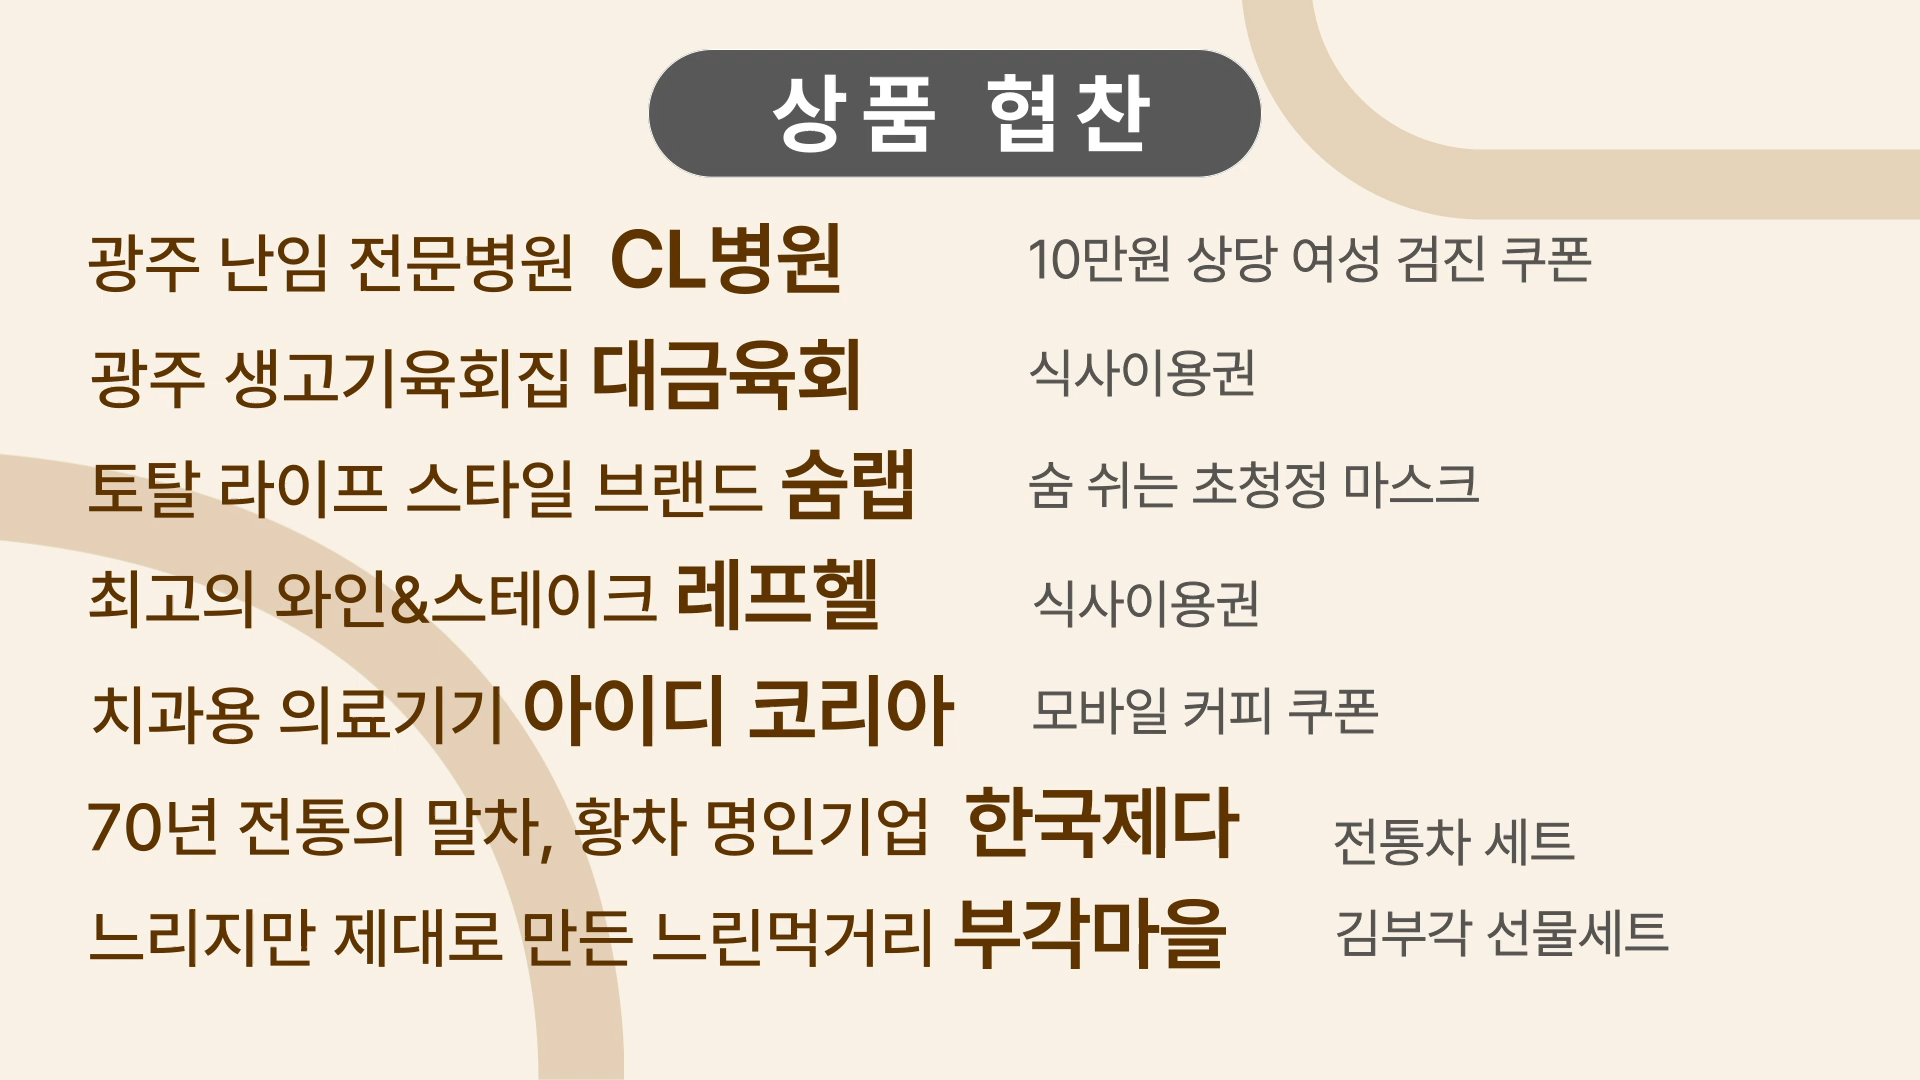 상품 협찬
광주 난임 전문병원 CL병원 10만원 상당 여성 검진 쿠폰
광주 생고기육회집 대금육회 식사이용권
토탈 라이프 스타일 브랜드 숨랩 숨 쉬는 초청정 마스크
최고의 와인&스테이크 레프헬 식사이용권
치과용 의료기기 아이디 코리아 모바일 커피 쿠폰
70년 전통의 말차, 황차 명인기업 한국제다 전통차 세트
느리지만 제대로 만든 느린먹거리 부각마을 김부각 선물세트